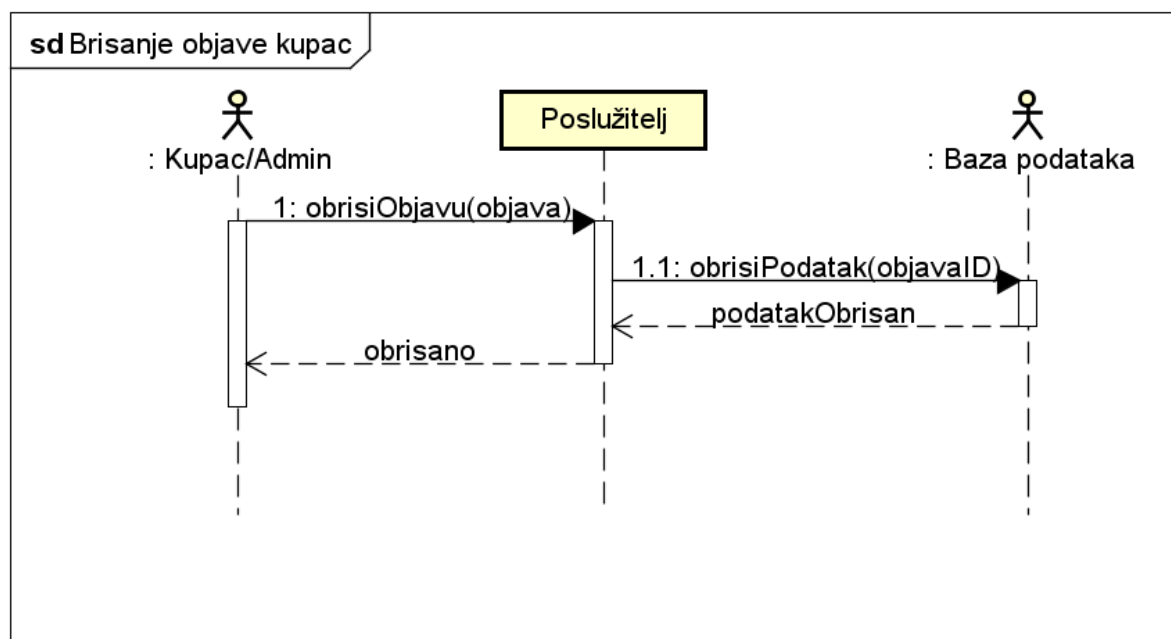 sd Brisanje objave kupac
: Kupac/Admin
Poslužitelj
: Baza podataka
1: obrisiObjavu(objava)
1.1: obrisiPodatak(objavaID)
podatakObrisan
obrisano